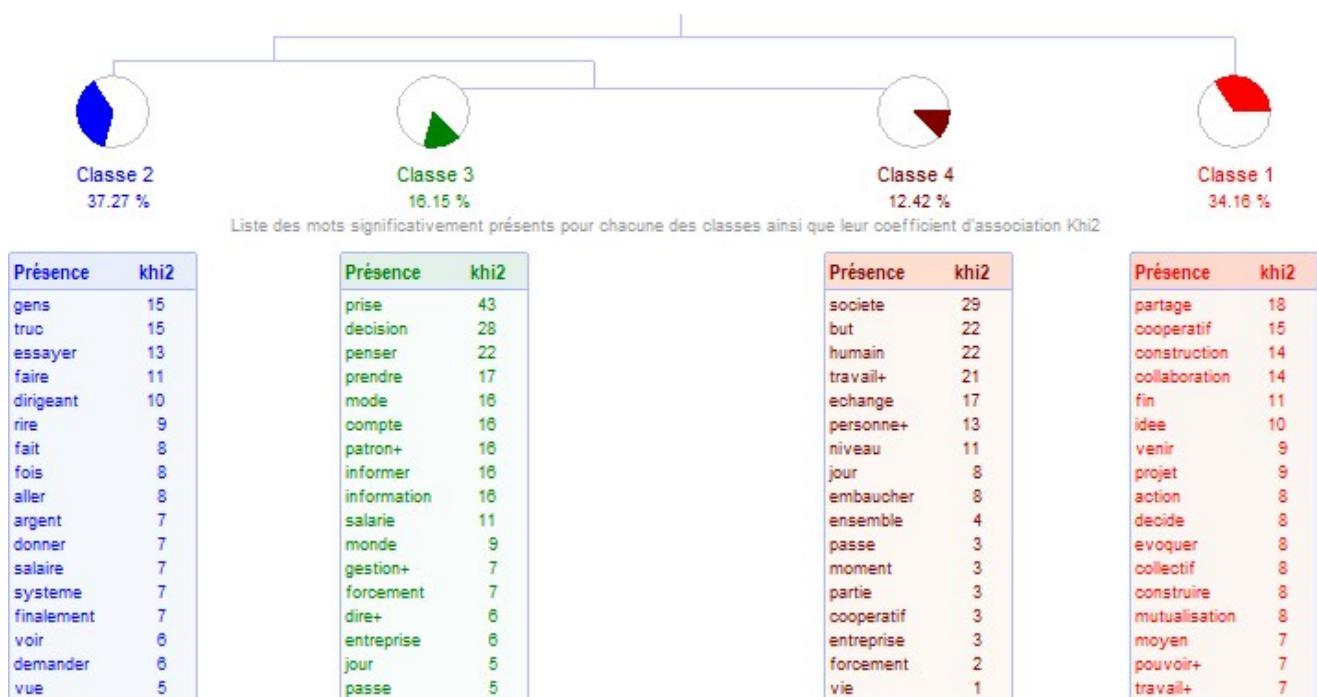 Classe 2 Classe 3 Classe 4 Classe 1
37.27 % 16.15 % 12.42 % 34.16 %
Liste des mots significativement présents pour chacune des classes ainsi que leur coefficient d'association Khi2
Présence khi2
gens 15
truc 15
essayer 13
faire 11
dirigeant 10
rire 9
fait 8
fois 8
aller 8
argent 7
donner 7
salaire 7
systeme 7
finalement 7
voir 6
demander 6
vue 5
Présence khi2
prise 43
decision 28
penser 22
prendre 17
mode 16
compte 16
patron+ 16
informer 16
information 16
salarie 11
monde 9
gestion+ 7
forcement 7
dire+ 6
entreprise 6
jour 5
passe 5
Présence khi2
societe 29
but 22
humain 22
travail+ 21
echange 17
personne+ 13
niveau 11
jour 8
embaucher 8
ensemble 4
passe 3
moment 3
partie 3
cooperatif 3
entreprise 3
forcement 2
vie 1
Présence khi2
partage 18
cooperatif 15
construction 14
collaboration 14
fin 11
idee 10
venir 9
projet 9
action 8
decide 8
evoquer 8
collectif 8
construire 8
mutualisation 8
moyen 7
pouvoir+ 7
travail+ 7